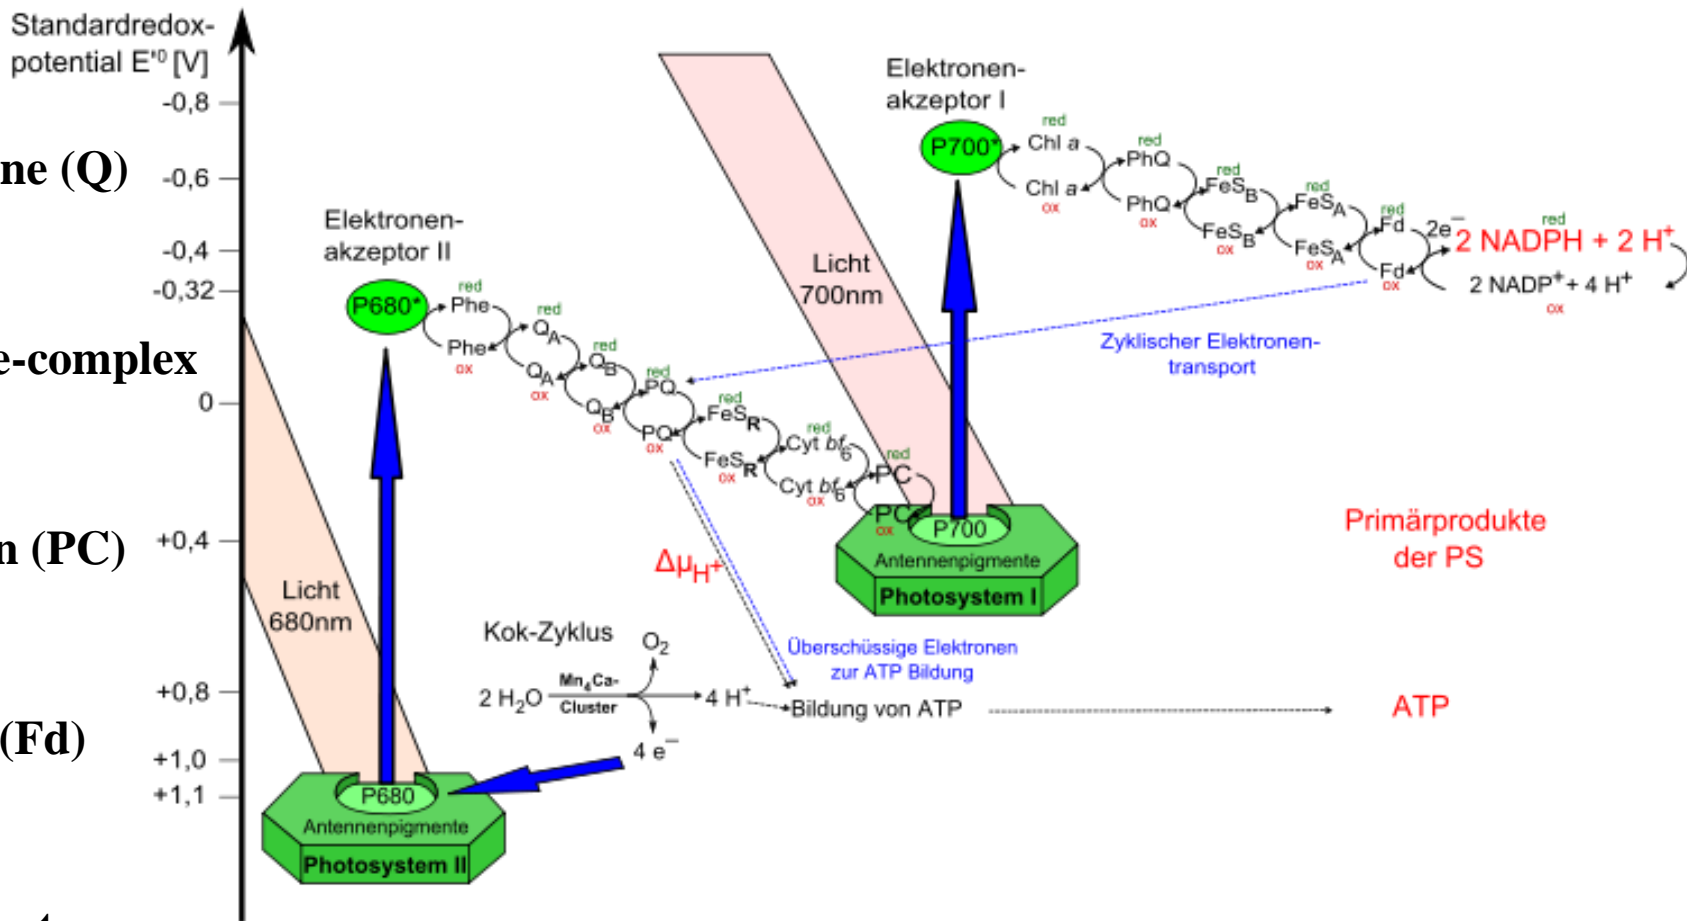 Standardredox-
potential E'⁰ [V]
-0,8
-0,6
-0,4
-0,32
0
+0,4
+0,8
+1,0
+1,1
ne (Q)
e-complex
n (PC)
(Fd)
Elektronen-
akzeptor II
P680*
red
Phe
Phe
ox
red
Q_A
Q_A
ox
red
Q_B
Q_B
ox
red
PQ
PQ
ox
red
FeS_R
FeS_R
ox
red
Cyt bf₆
Cyt bf₆
ox
red
PC
PC
ox
Licht
680nm
P680
Antennenpigmente
Photosystem II
Licht
700nm
Elektronen-
akzeptor I
P700*
red
Chl a
Chl a
ox
red
PhQ
PhQ
ox
red
FeS_B
FeS_B
ox
red
FeS_A
FeS_A
ox
red
Fd
Fd
ox
2e⁻
red
2 NADPH + 2 H⁺
2 NADP⁺ + 4 H⁺
ox
Zyklischer Elektronen-
transport
P700
Antennenpigmente
Photosystem I
Primärprodukte
der PS
ΔμH⁺
Kok-Zyklus
O₂
2 H₂O
Mn₄Ca-
Cluster
4 H⁺
4 e⁻
Überschüssige Elektronen
zur ATP Bildung
Bildung von ATP
ATP